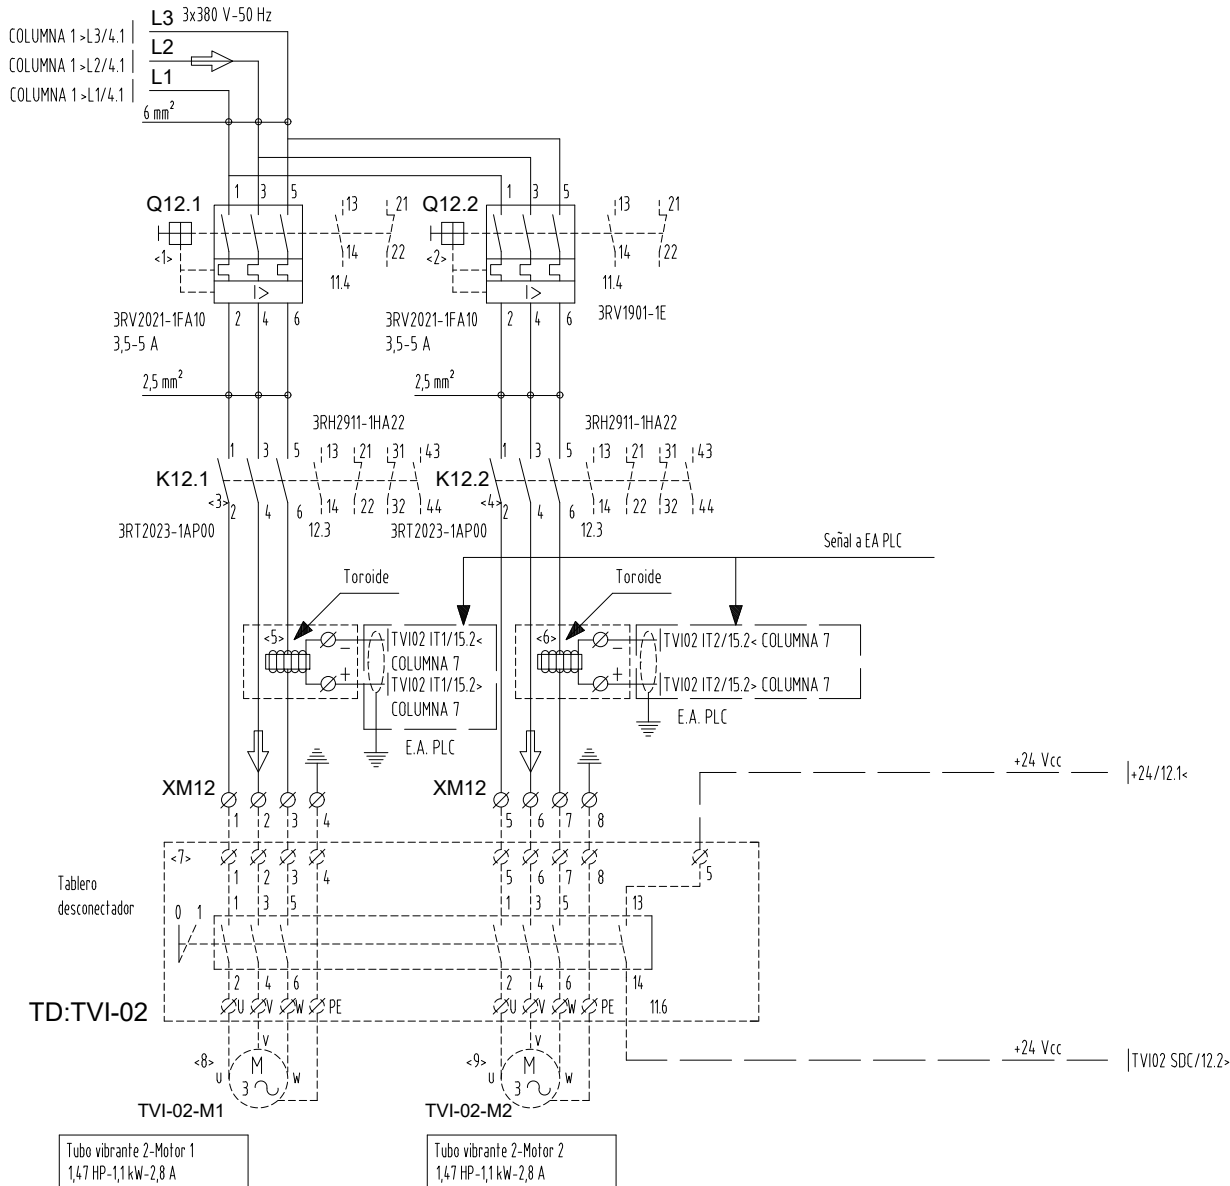 L3 3x380 V-50 Hz
COLUMNA 1 >L3/4.1
L2
COLUMNA 1 >L2/4.1
L1
COLUMNA 1 >L1/4.1
6 mm²
1 3 5 1 3 5
Q12.1 13 21 Q12.2 13 21
<1> 14 22 <2> 14 22
11.4 11.4
I> I>
3RV1901-1E
3RV2021-1FA10 2 4 6 3RV2021-1FA10 2 4 6
3,5-5 A 3,5-5 A
2,5 mm² 2,5 mm²
3RH2911-1HA22 3RH2911-1HA22
1 3 5 13 21 31 43 1 3 5 13 21 31 43
K12.1 K12.2
<3> 2 4 6 14 22 32 44 <4> 2 4 6 14 22 32 44
3RT2023-1AP00 12.3 3RT2023-1AP00 12.3
Señal a EA PLC
Toroide Toroide
<5> - TVI02 IT1/15.2< <6> - TVI02 IT2/15.2< COLUMNA 7
COLUMNA 7
+ TVI02 IT1/15.2> + TVI02 IT2/15.2> COLUMNA 7
COLUMNA 7
E.A. PLC E.A. PLC
+24 Vcc +24/12.1<
XM12 XM12
1 2 3 4 5 6 7 8
<7>
1 2 3 4 5 6 7 8 5
Tablero
desconectador
0 1 1 3 5 1 3 5 13
2 4 6 2 4 6 14
TD:TVI-02 U V W PE U V W PE 11.6
+24 Vcc TVI02 SDC/12.2>
<8> V <9> V
U M W U M W
3 3
TVI-02-M1 TVI-02-M2
Tubo vibrante 2-Motor 1 Tubo vibrante 2-Motor 2
1,47 HP-1,1 kW-2,8 A 1,47 HP-1,1 kW-2,8 A